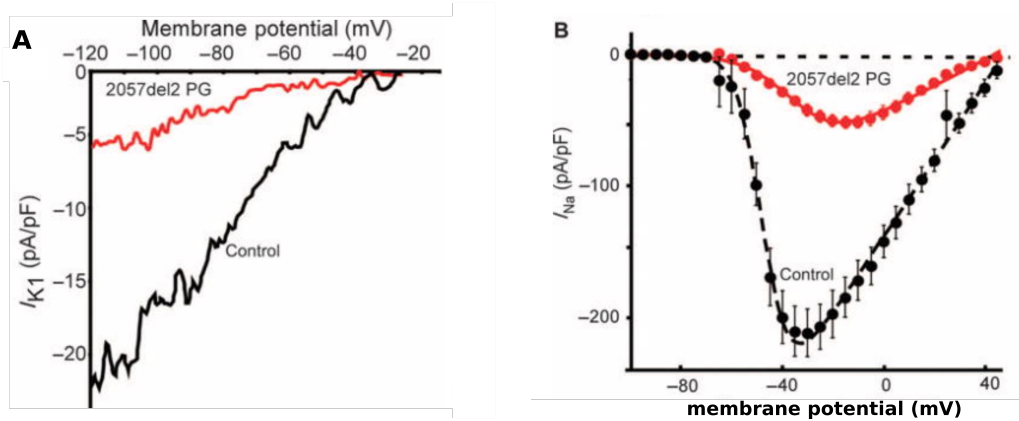 A
Membrane potential (mV)
−120 −100 −80 −60 −40 −20
0
2057del2 PG
−5
−10
Control
−15
−20
IK1 (pA/pF)
B
0
2057del2 PG
−100
Control
−200
INa (pA/pF)
−80 −40 0 40
membrane potential (mV)